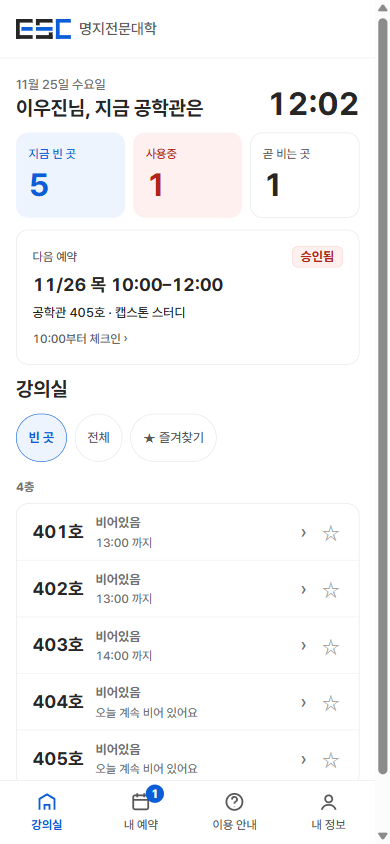 ESC 명지전문대학
11월 25일 수요일
이우진님, 지금 공학관은
12:02
지금 빈 곳
5
사용중
1
곧 비는 곳
1
다음 예약
승인됨
11/26 목 10:00–12:00
공학관 405호 · 캡스톤 스터디
10:00부터 체크인 ›
강의실
빈 곳
전체
★ 즐겨찾기
4층
401호
비어있음
13:00 까지
402호
비어있음
13:00 까지
403호
비어있음
14:00 까지
404호
비어있음
오늘 계속 비어 있어요
405호
비어있음
오늘 계속 비어 있어요
1
강의실
내 예약
이용 안내
내 정보